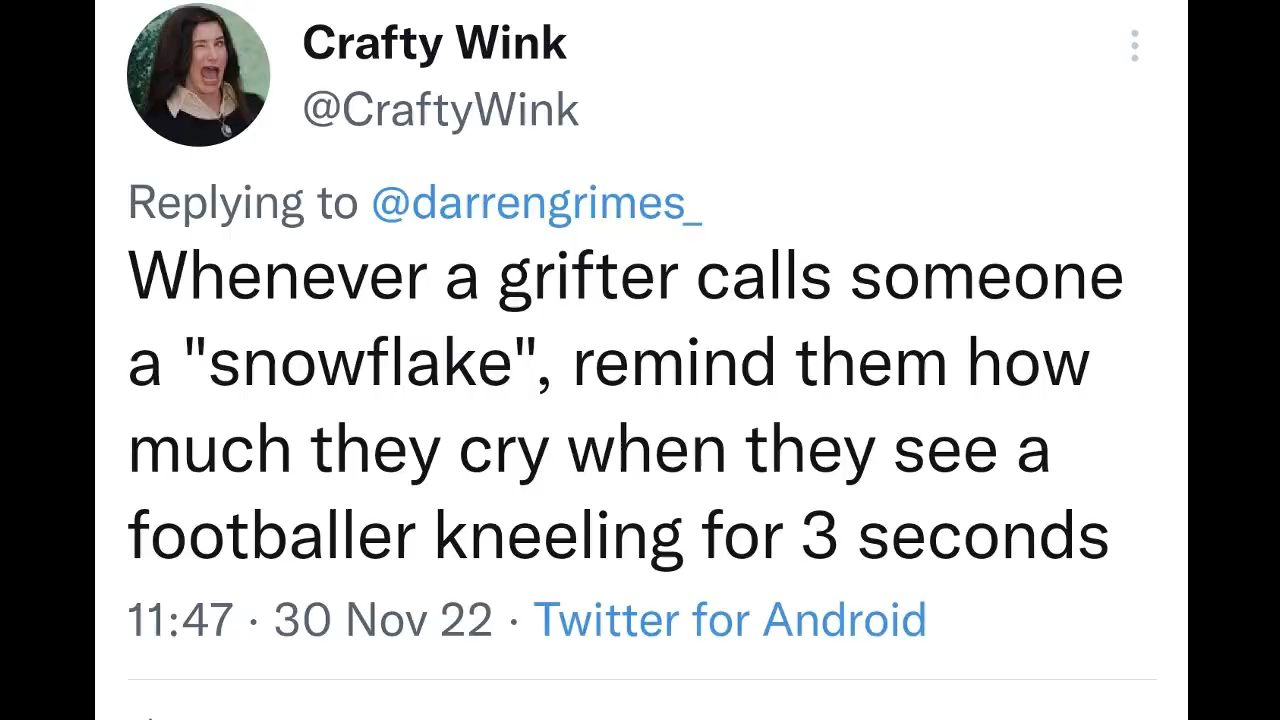 Crafty Wink
@CraftyWink
Replying to @darrengrimes_
Whenever a grifter calls someone
a "snowflake", remind them how
much they cry when they see a
footballer kneeling for 3 seconds
11:47 · 30 Nov 22 · Twitter for Android